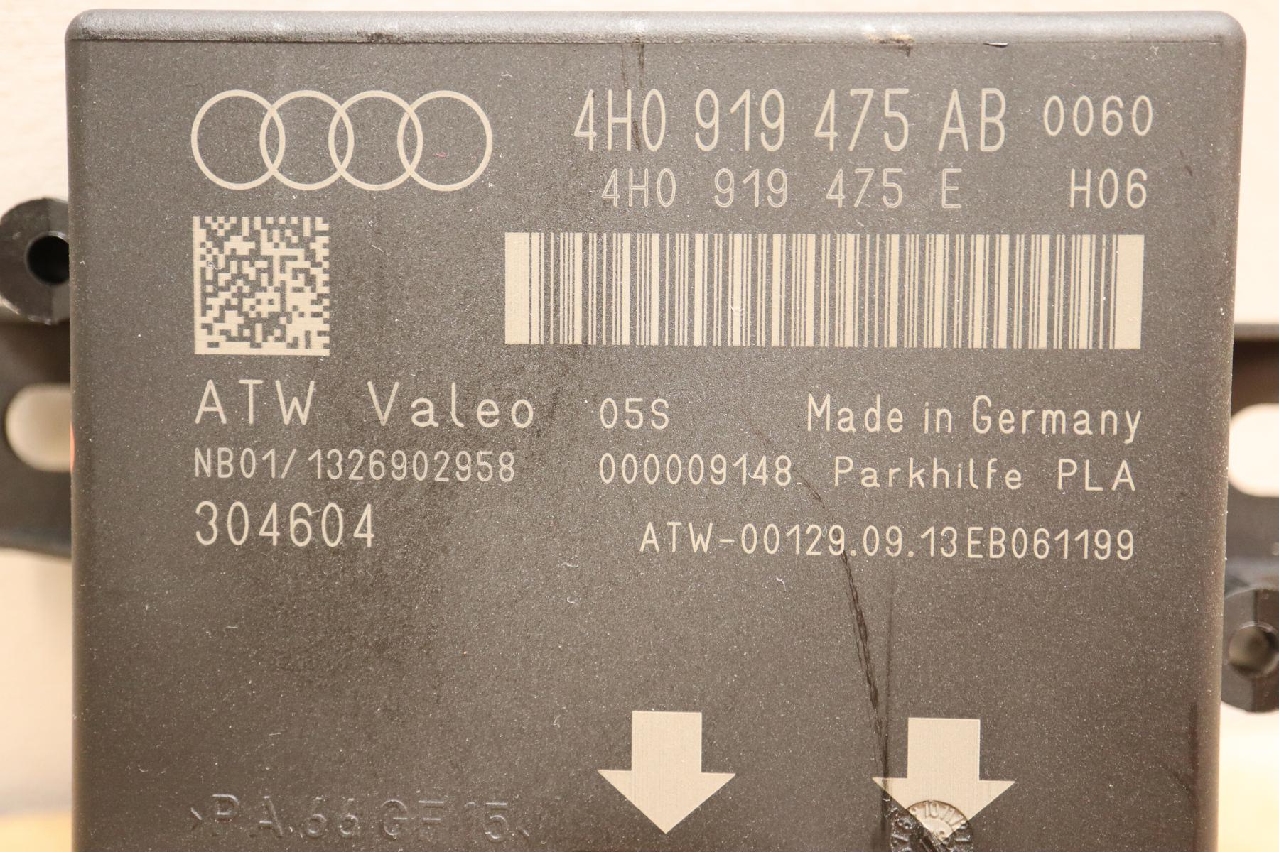 4H0 919 475 AB 0060
4H0 919 475 E H06
ATW Valeo 05S Made in Germany
NB01/1326902958 000009148 Parkhilfe PLA
304604 ATW-00129.09.13EB061199
>PA 66 GF 15<